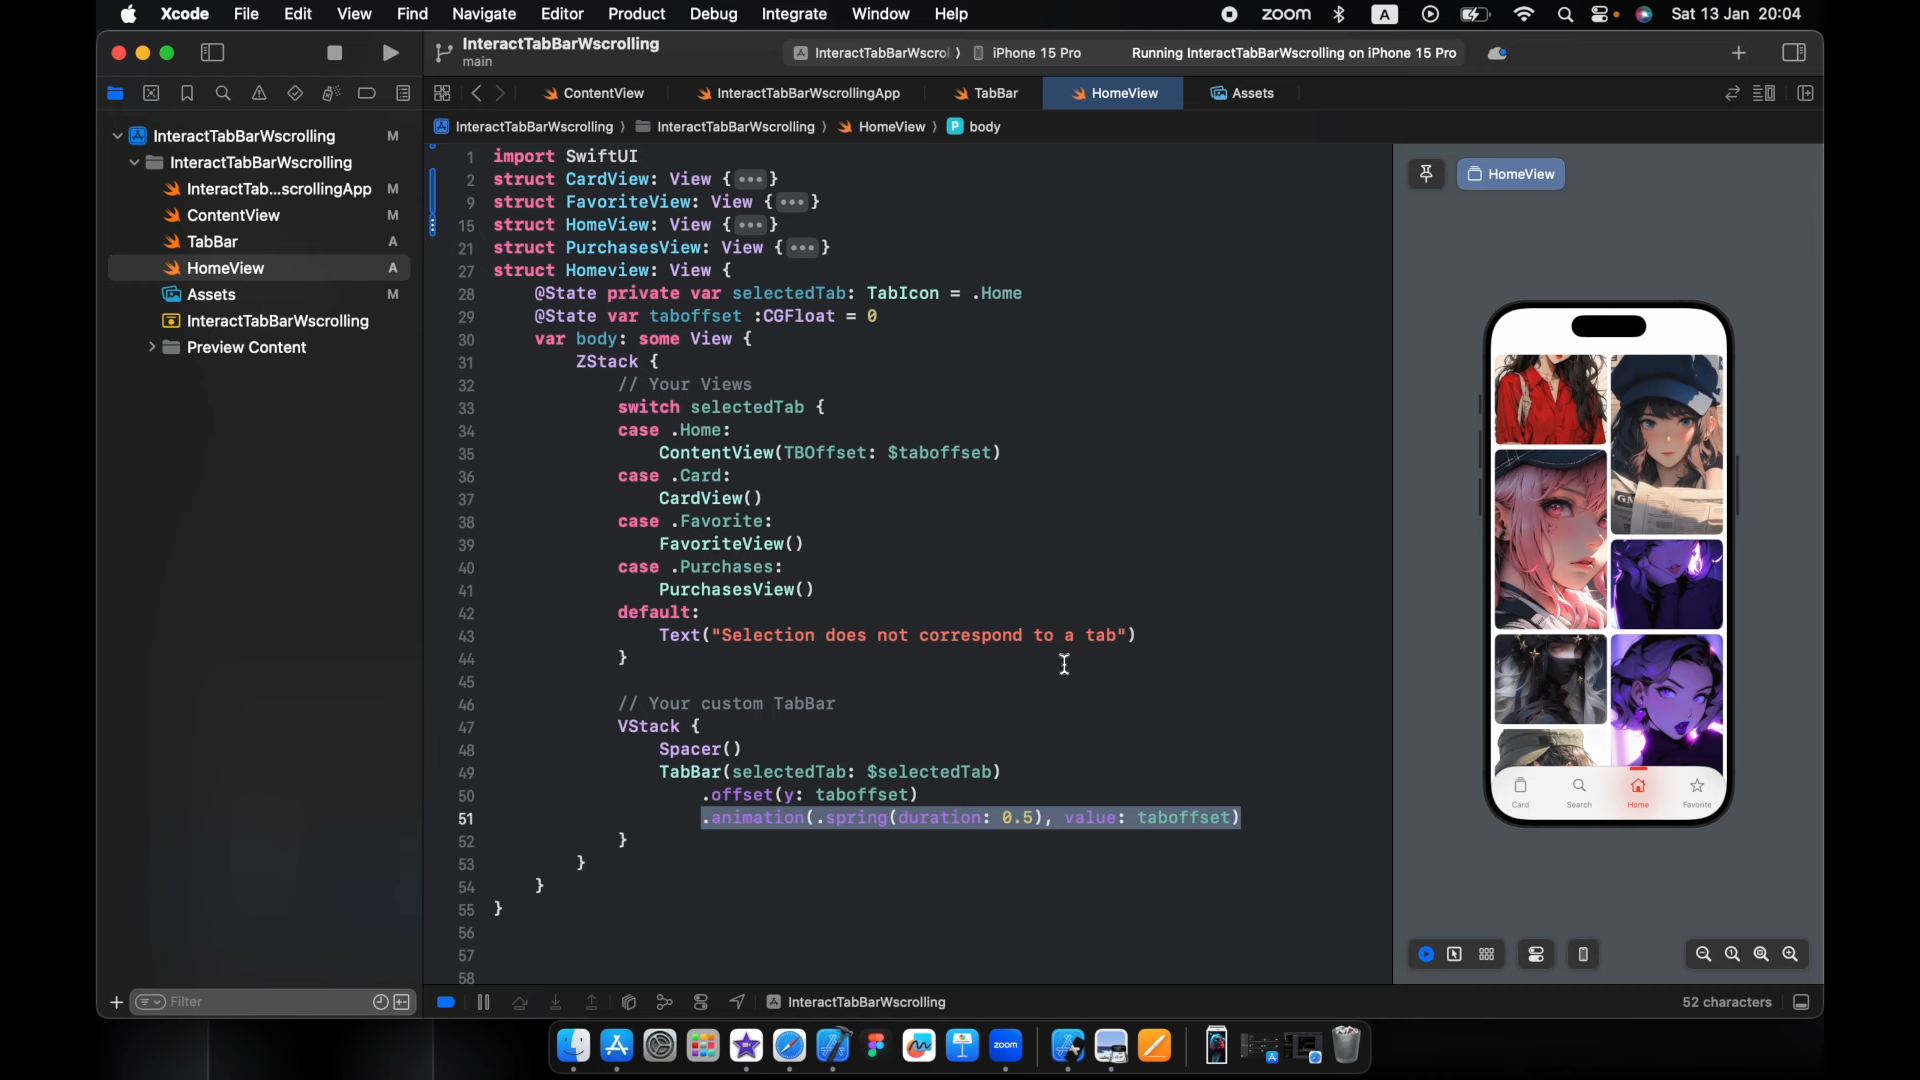 Xcode File Edit View Find Navigate Editor Product Debug Integrate Window Help
zoom A Sat 13 Jan 20:04
InteractTabBarWscrolling
main
InteractTabBarWscrol 〉 iPhone 15 Pro
Running InteractTabBarWscrolling on iPhone 15 Pro
ContentView InteractTabBarWscrollingApp TabBar HomeView Assets
InteractTabBarWscrolling 〉 InteractTabBarWscrolling 〉 HomeView 〉 P body
InteractTabBarWscrolling M
InteractTabBarWscrolling
InteractTab...scrollingApp M
ContentView M
TabBar A
HomeView A
Assets M
InteractTabBarWscrolling
Preview Content
Filter
1 import SwiftUI
2 struct CardView: View {•••}
9 struct FavoriteView: View {•••}
15 struct HomeView: View {•••}
21 struct PurchasesView: View {•••}
27 struct Homeview: View {
28 @State private var selectedTab: TabIcon = .Home
29 @State var taboffset :CGFloat = 0
30 var body: some View {
31 ZStack {
32 // Your Views
33 switch selectedTab {
34 case .Home:
35 ContentView(TBOffset: $taboffset)
36 case .Card:
37 CardView()
38 case .Favorite:
39 FavoriteView()
40 case .Purchases:
41 PurchasesView()
42 default:
43 Text("Selection does not correspond to a tab")
44 }
45
46 // Your custom TabBar
47 VStack {
48 Spacer()
49 TabBar(selectedTab: $selectedTab)
50 .offset(y: taboffset)
51 .animation(.spring(duration: 0.5), value: taboffset)
52 }
53 }
54 }
55 }
56
57
58
HomeView
GN
Card Search Home Favorite
InteractTabBarWscrolling
52 characters
zoom